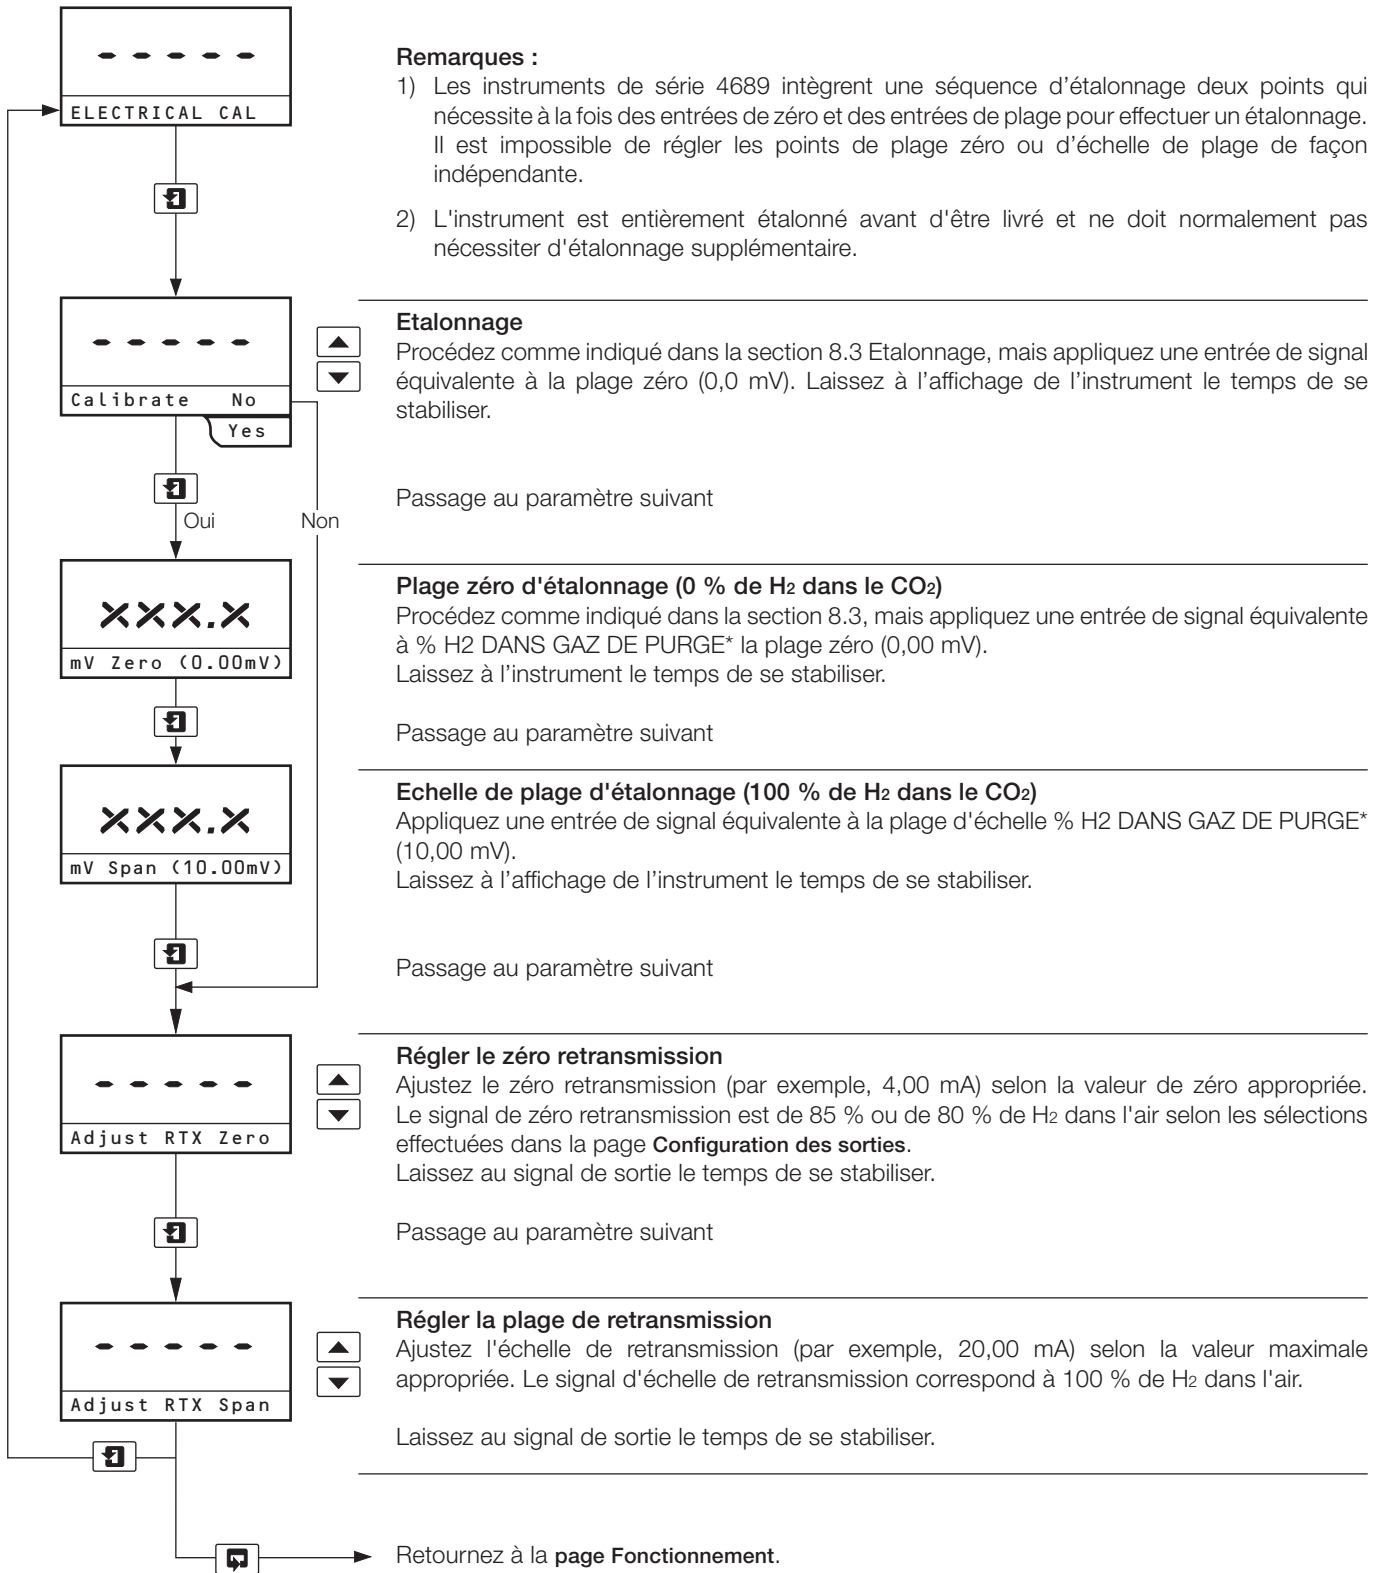 - - - - -
ELECTRICAL CAL
Remarques :
1) Les instruments de série 4689 intègrent une séquence d’étalonnage deux points qui
nécessite à la fois des entrées de zéro et des entrées de plage pour effectuer un étalonnage.
Il est impossible de régler les points de plage zéro ou d’échelle de plage de façon
indépendante.
2) L'instrument est entièrement étalonné avant d'être livré et ne doit normalement pas
nécessiter d'étalonnage supplémentaire.
- - - - -
Calibrate No
Yes
Etalonnage
Procédez comme indiqué dans la section 8.3 Etalonnage, mais appliquez une entrée de signal
équivalente à la plage zéro (0,0 mV). Laissez à l’affichage de l’instrument le temps de se
stabiliser.
Passage au paramètre suivant
Oui
Non
XXX.X
mV Zero (0.00mV)
Plage zéro d'étalonnage (0 % de H2 dans le CO2)
Procédez comme indiqué dans la section 8.3, mais appliquez une entrée de signal équivalente
à % H2 DANS GAZ DE PURGE* la plage zéro (0,00 mV).
Laissez à l’instrument le temps de se stabiliser.
Passage au paramètre suivant
XXX.X
mV Span (10.00mV)
Echelle de plage d'étalonnage (100 % de H2 dans le CO2)
Appliquez une entrée de signal équivalente à la plage d'échelle % H2 DANS GAZ DE PURGE*
(10,00 mV).
Laissez à l’affichage de l’instrument le temps de se stabiliser.
Passage au paramètre suivant
- - - - -
Adjust RTX Zero
Régler le zéro retransmission
Ajustez le zéro retransmission (par exemple, 4,00 mA) selon la valeur de zéro appropriée.
Le signal de zéro retransmission est de 85 % ou de 80 % de H2 dans l'air selon les sélections
effectuées dans la page Configuration des sorties.
Laissez au signal de sortie le temps de se stabiliser.
Passage au paramètre suivant
- - - - -
Adjust RTX Span
Régler la plage de retransmission
Ajustez l'échelle de retransmission (par exemple, 20,00 mA) selon la valeur maximale
appropriée. Le signal d'échelle de retransmission correspond à 100 % de H2 dans l'air.
Laissez au signal de sortie le temps de se stabiliser.
Retournez à la page Fonctionnement.